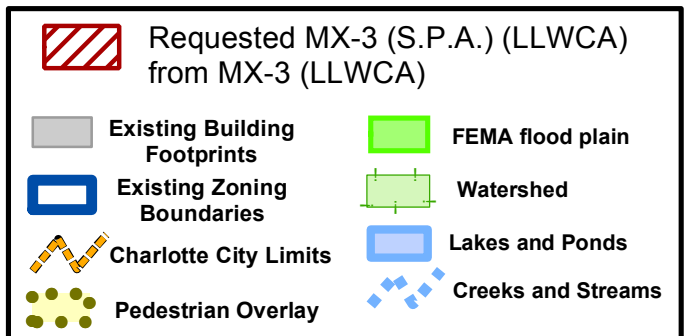 Requested MX-3 (S.P.A.) (LLWCA)
from MX-3 (LLWCA)
Existing Building
Footprints
Existing Zoning
Boundaries
Charlotte City Limits
Pedestrian Overlay
FEMA flood plain
Watershed
Lakes and Ponds
Creeks and Streams